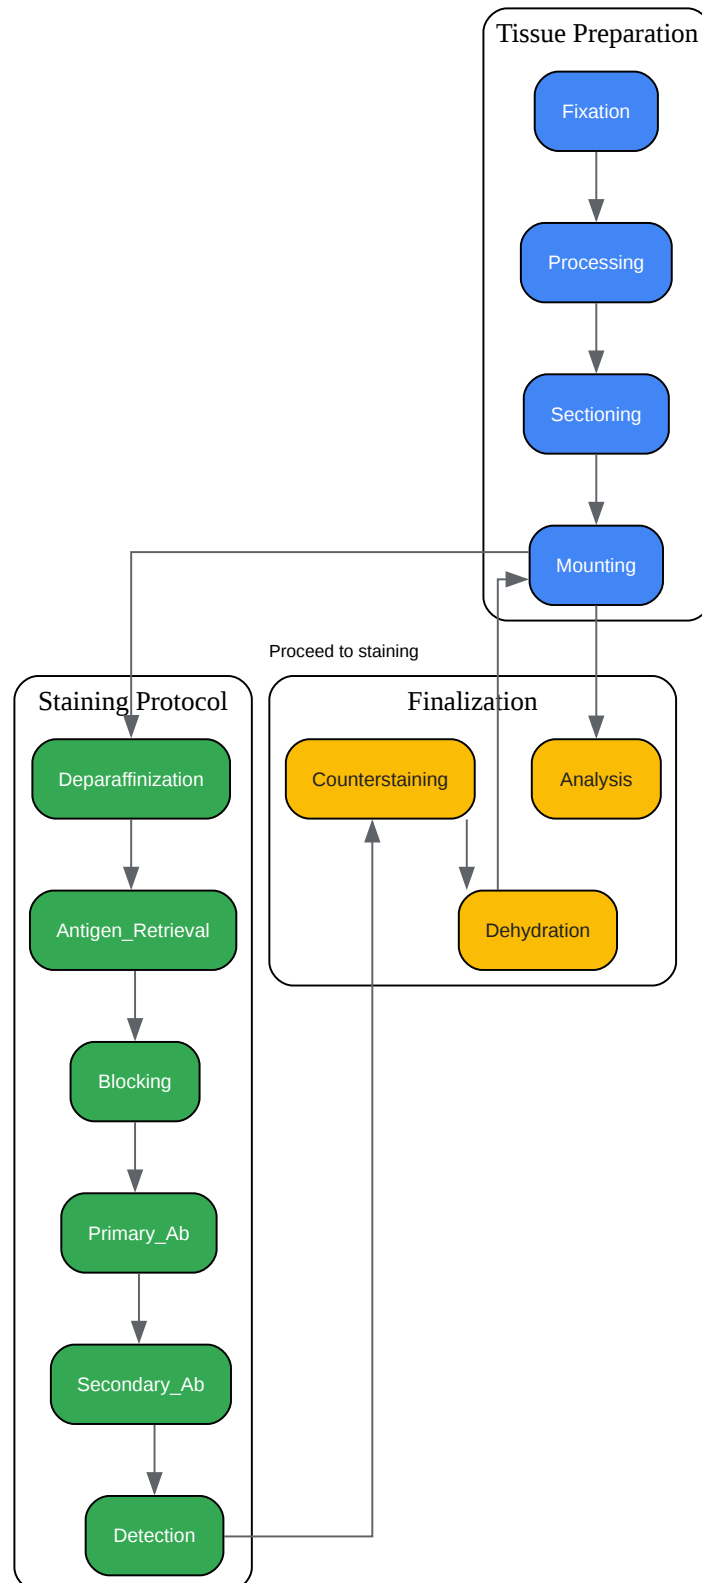 Tissue Preparation
Fixation
Processing
Sectioning
Mounting
Proceed to staining
Staining Protocol
Deparaffinization
Antigen_Retrieval
Blocking
Primary_Ab
Secondary_Ab
Detection
Finalization
Counterstaining
Analysis
Dehydration